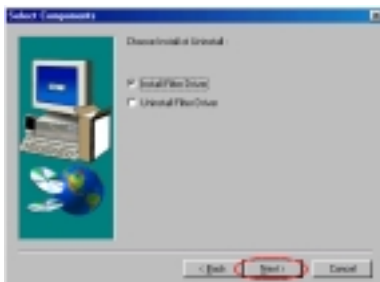 Select Components
Choose Install or Uninstall :
Install Filter Driver
Uninstall Filter Driver
< Back
Next >
Cancel